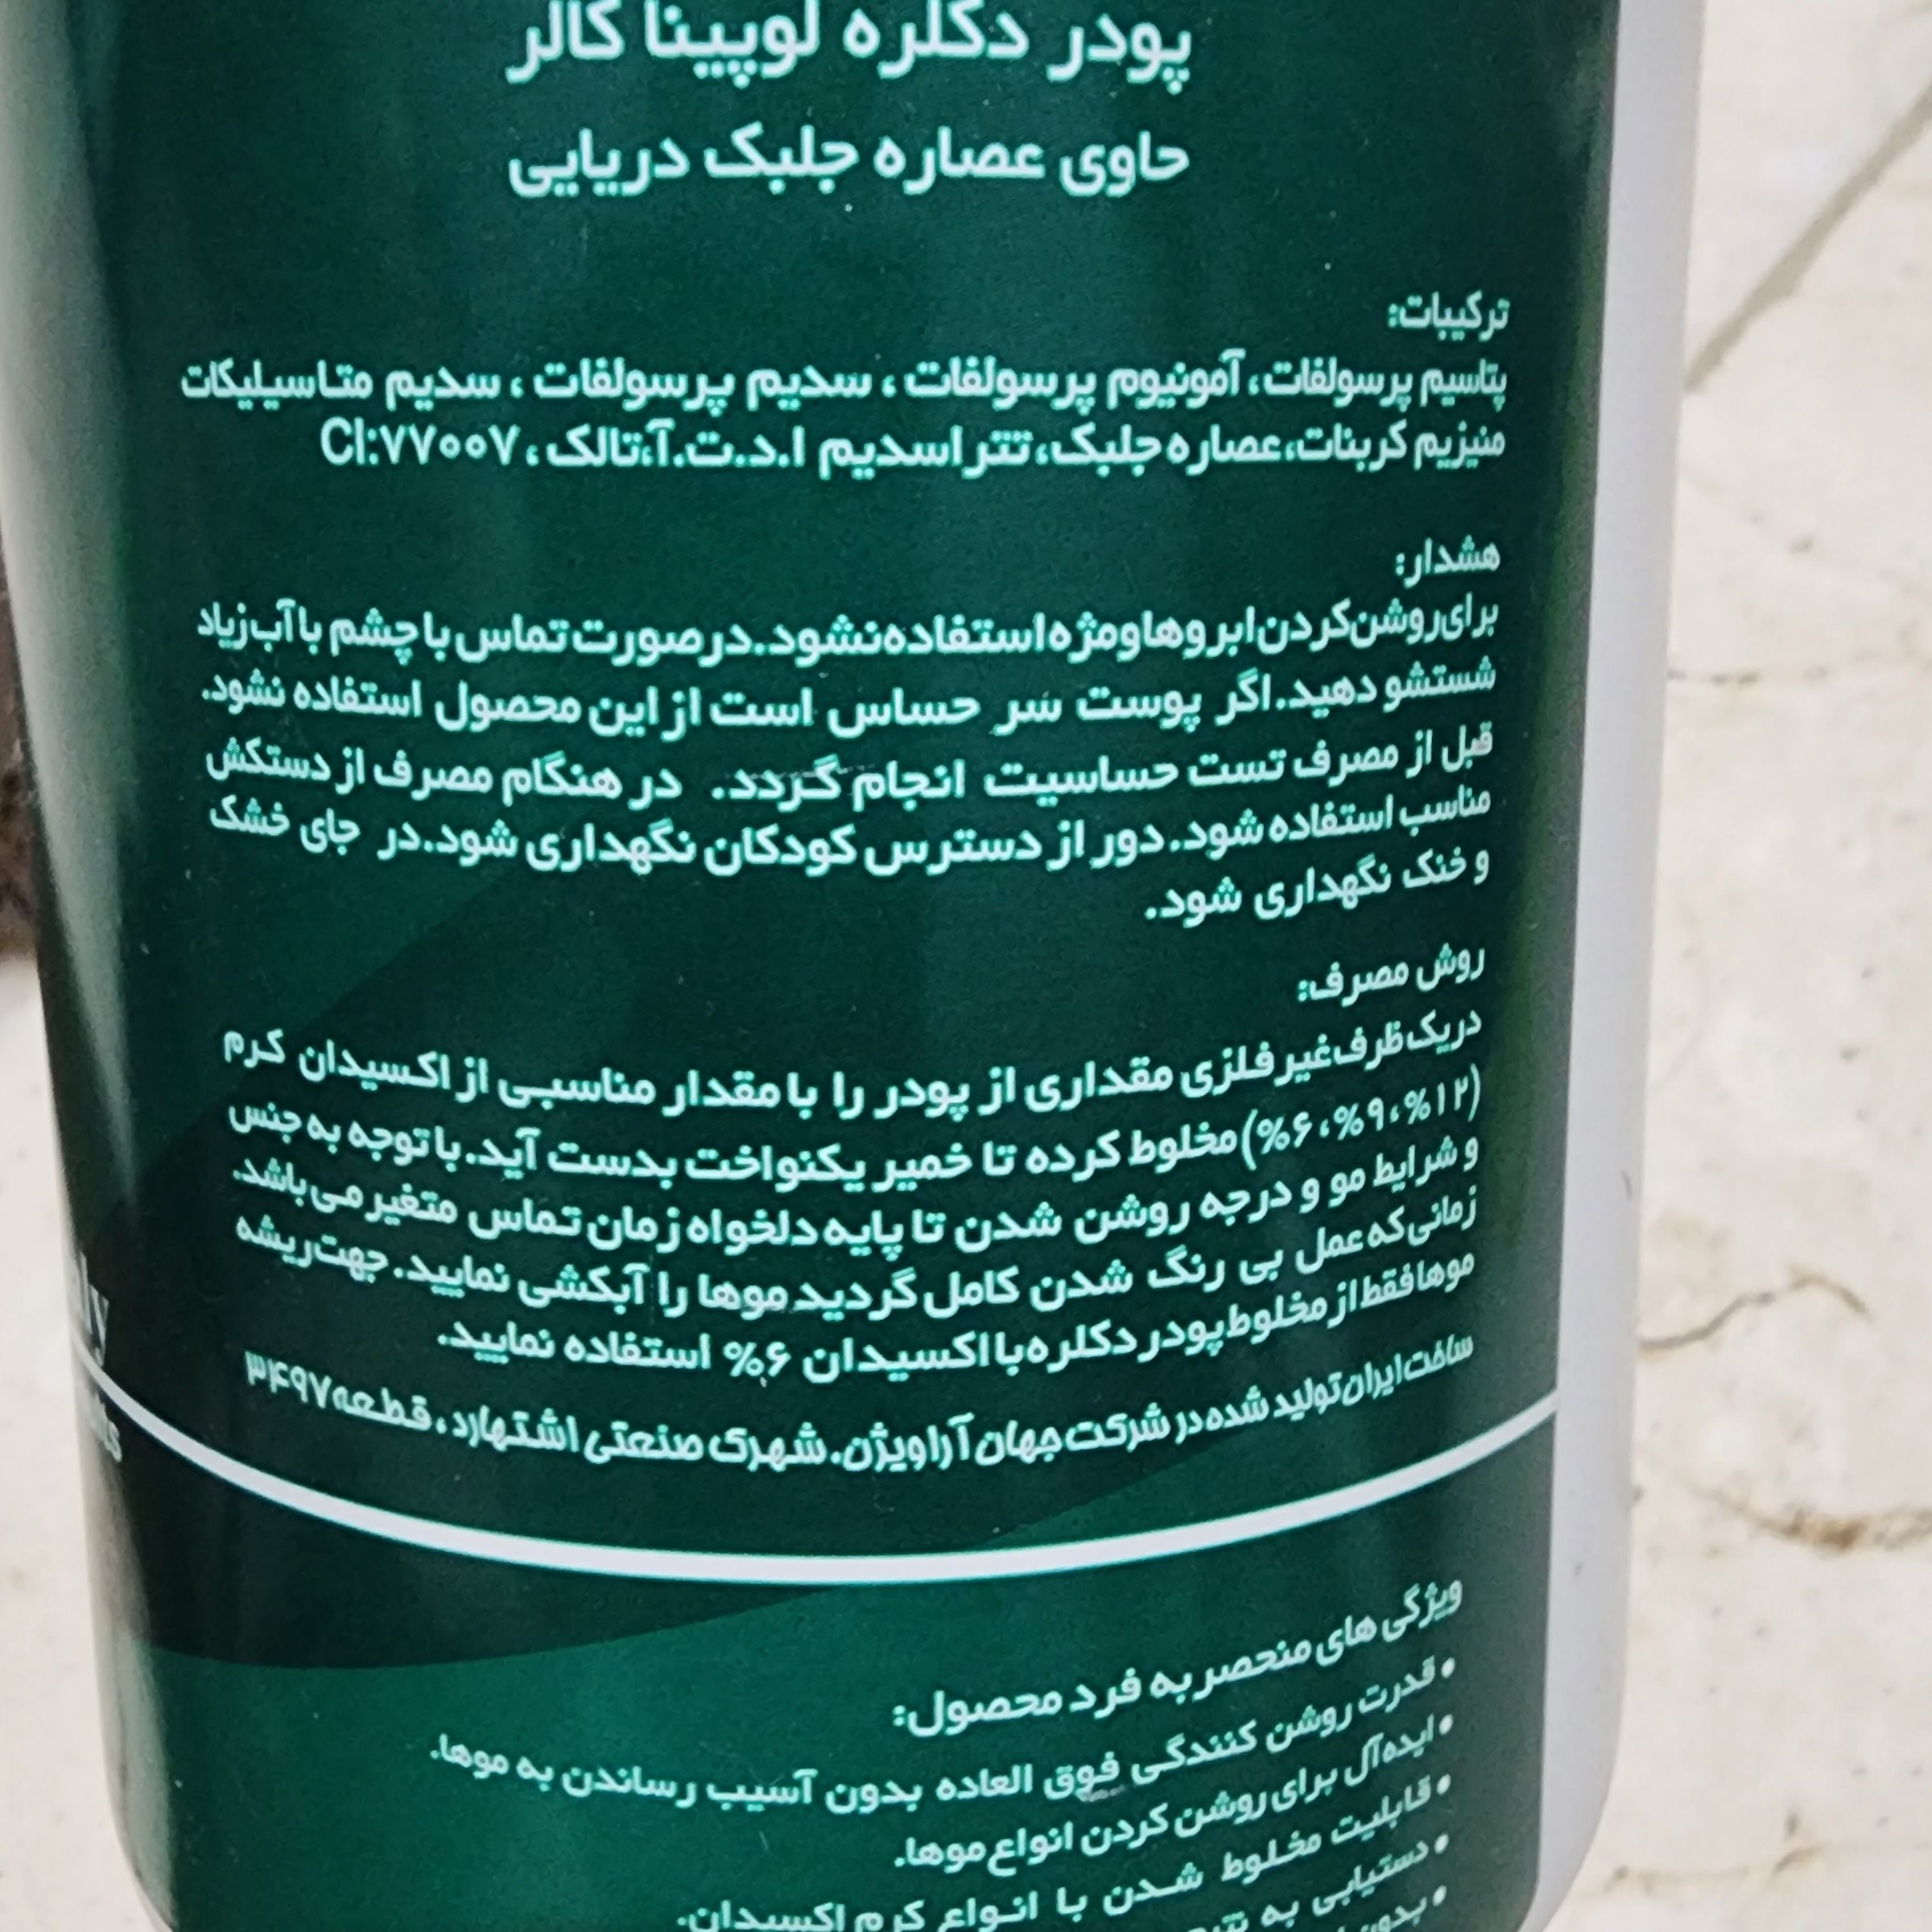 پودر دکلره لوپینا کالر
حاوی عصاره جلبک دریایی
ترکیبات:
پتاسیم پرسولفات، آمونیوم پرسولفات ، سدیم پرسولفات ، سدیم متاسیلیکات
منیزیم کربنات،عصاره جلبک،تتراسدیم ا.د.ت.آ،تالک ، CI:۷۷۰۰۷
هشدار:
برای روشن کردن ابروها و مژه استفاده نشود.در صورت تماس با چشم با آب زیاد
شستشو دهید.اگر پوست سر حساس است از این محصول استفاده نشود.
قبل از مصرف تست حساسیت انجام گردد. در هنگام مصرف از دستکش
مناسب استفاده شود.دور از دسترس کودکان نگهداری شود.در جای خشک
و خنک نگهداری شود.
روش مصرف:
در یک ظرف غیر فلزی مقداری از پودر را با مقدار مناسبی از اکسیدان کرم
(۱۲%،۹%،۶%)مخلوط کرده تا خمیر یکنواخت بدست آید.با توجه به جنس
و شرایط مو و درجه روشن شدن تا پایه دلخواه زمان تماس متغیر می باشد.
زمانی که عمل بی رنگ شدن کامل گردید موها را آبکشی نمایید. جهت ریشه
موها فقط از مخلوط پودر دکلره با اکسیدان ۶% استفاده نمایید.
ساخت ایران تولید شده در شرکت جهان آرا ویژن. شهرک صنعتی اشتهارد ، قطعه ۳۴۹۷
ویژگی های منحصر به فرد محصول:
• قدرت روشن کنندگی فوق العاده بدون آسیب رساندن به موها.
• ایده آل برای روشن کردن انواع موها.
• قابلیت مخلوط شدن با انواع کرم اکسیدان.
• دستیابی به
• بدون